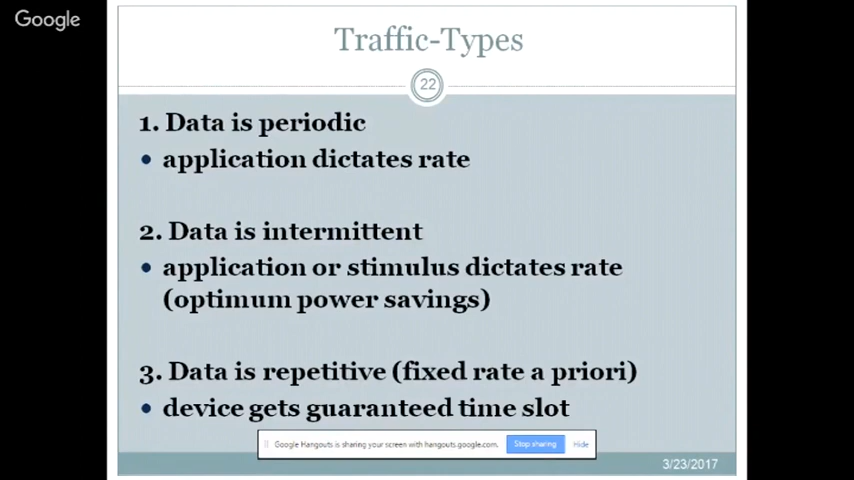 Google
Traffic-Types
22
1. Data is periodic
• application dictates rate
2. Data is intermittent
• application or stimulus dictates rate
(optimum power savings)
3. Data is repetitive (fixed rate a priori)
• device gets guaranteed time slot
Google Hangouts is sharing your screen with hangouts.google.com. Stop sharing Hide
3/23/2017